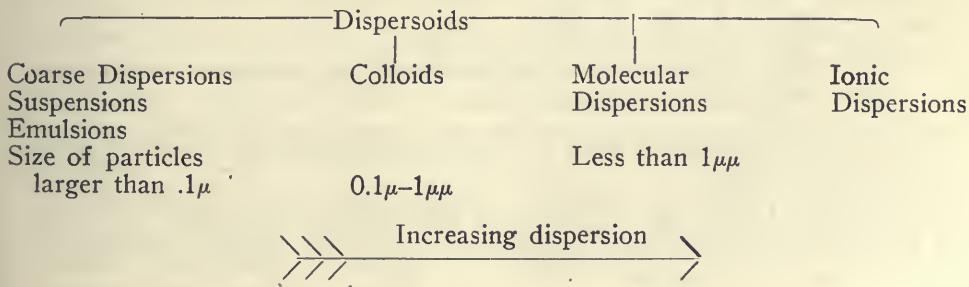 Dispersoids
Coarse Dispersions
Suspensions
Emulsions
Size of particles
larger than .1μ
Colloids
0.1μ–1μμ
Molecular
Dispersions
Less than 1μμ
Ionic
Dispersions
Increasing dispersion